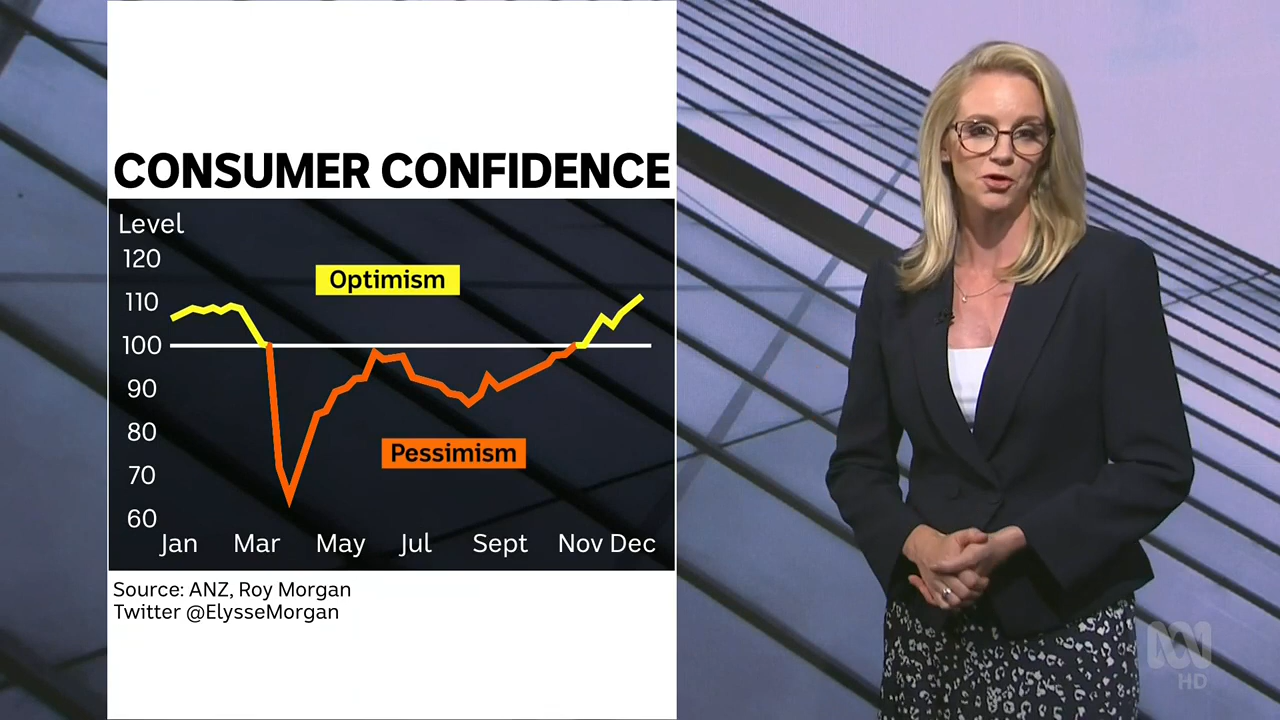 CONSUMER CONFIDENCE
Level
120
Optimism
110
100
90
80
Pessimism
70
60
Jan Mar May Jul Sept Nov Dec
Source: ANZ, Roy Morgan
Twitter @ElysseMorgan
HD